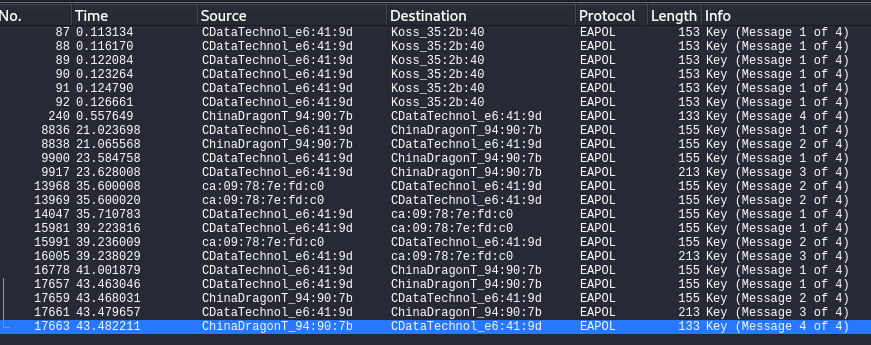 No. Time Source Destination Protocol Length Info
87 0.113134 CDataTechnol_e6:41:9d Koss_35:2b:40 EAPOL 153 Key (Message 1 of 4)
88 0.116170 CDataTechnol_e6:41:9d Koss_35:2b:40 EAPOL 153 Key (Message 1 of 4)
89 0.122084 CDataTechnol_e6:41:9d Koss_35:2b:40 EAPOL 153 Key (Message 1 of 4)
90 0.123264 CDataTechnol_e6:41:9d Koss_35:2b:40 EAPOL 153 Key (Message 1 of 4)
91 0.124790 CDataTechnol_e6:41:9d Koss_35:2b:40 EAPOL 153 Key (Message 1 of 4)
92 0.126661 CDataTechnol_e6:41:9d Koss_35:2b:40 EAPOL 153 Key (Message 1 of 4)
240 0.557649 ChinaDragonT_94:90:7b CDataTechnol_e6:41:9d EAPOL 133 Key (Message 4 of 4)
8836 21.023698 CDataTechnol_e6:41:9d ChinaDragonT_94:90:7b EAPOL 155 Key (Message 1 of 4)
8838 21.065568 ChinaDragonT_94:90:7b CDataTechnol_e6:41:9d EAPOL 155 Key (Message 2 of 4)
9900 23.584758 CDataTechnol_e6:41:9d ChinaDragonT_94:90:7b EAPOL 155 Key (Message 1 of 4)
9917 23.628008 CDataTechnol_e6:41:9d ChinaDragonT_94:90:7b EAPOL 213 Key (Message 3 of 4)
13968 35.600008 ca:09:78:7e:fd:c0 CDataTechnol_e6:41:9d EAPOL 155 Key (Message 2 of 4)
13969 35.600020 ca:09:78:7e:fd:c0 CDataTechnol_e6:41:9d EAPOL 155 Key (Message 2 of 4)
14047 35.710783 CDataTechnol_e6:41:9d ca:09:78:7e:fd:c0 EAPOL 155 Key (Message 1 of 4)
15981 39.223816 CDataTechnol_e6:41:9d ca:09:78:7e:fd:c0 EAPOL 155 Key (Message 1 of 4)
15991 39.236009 ca:09:78:7e:fd:c0 CDataTechnol_e6:41:9d EAPOL 155 Key (Message 2 of 4)
16005 39.238029 CDataTechnol_e6:41:9d ca:09:78:7e:fd:c0 EAPOL 213 Key (Message 3 of 4)
16778 41.001879 CDataTechnol_e6:41:9d ChinaDragonT_94:90:7b EAPOL 155 Key (Message 1 of 4)
17657 43.463046 CDataTechnol_e6:41:9d ChinaDragonT_94:90:7b EAPOL 155 Key (Message 1 of 4)
17659 43.468031 ChinaDragonT_94:90:7b CDataTechnol_e6:41:9d EAPOL 155 Key (Message 2 of 4)
17661 43.479657 CDataTechnol_e6:41:9d ChinaDragonT_94:90:7b EAPOL 213 Key (Message 3 of 4)
17663 43.482211 ChinaDragonT_94:90:7b CDataTechnol_e6:41:9d EAPOL 133 Key (Message 4 of 4)